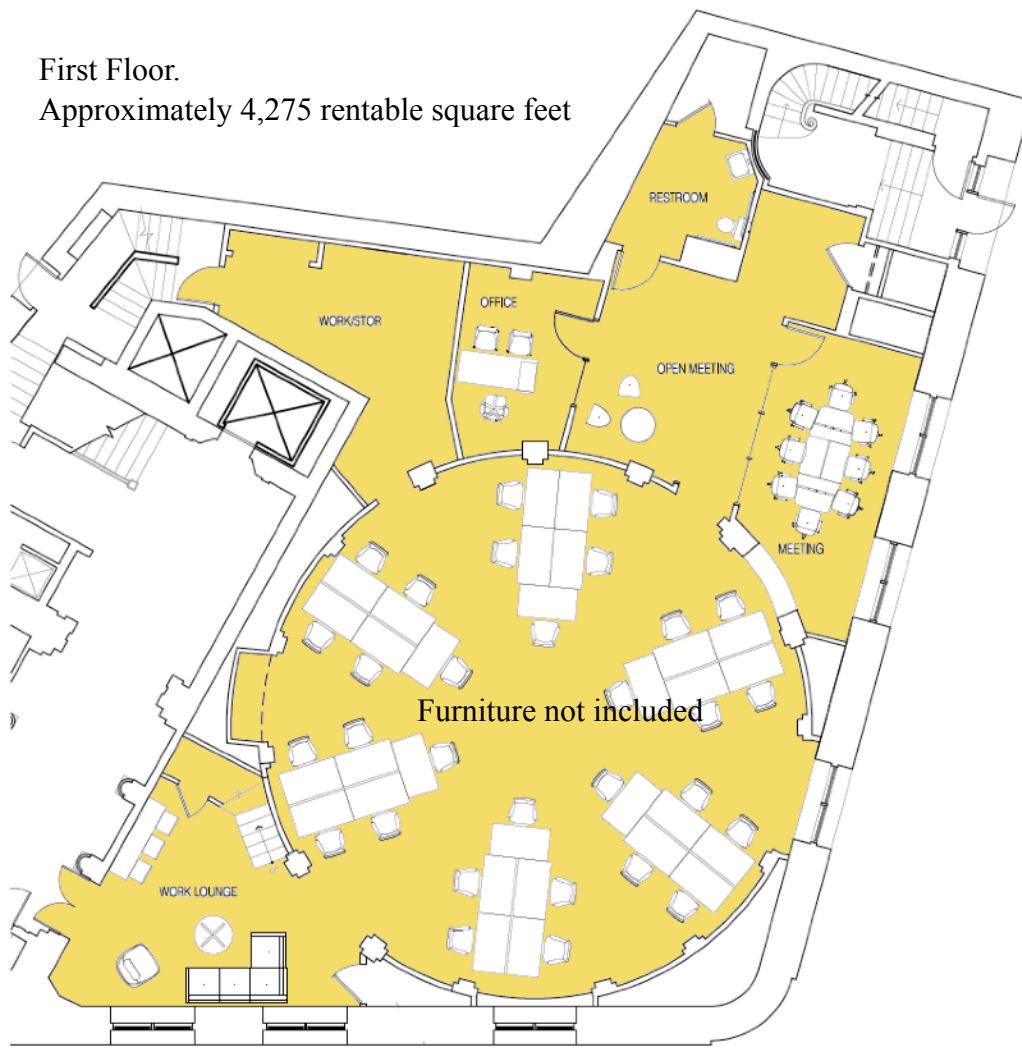 First Floor.
Approximately 4,275 rentable square feet
RESTROOM
OFFICE
WORK/STOR
OPEN MEETING
MEETING
Furniture not included
WORK LOUNGE